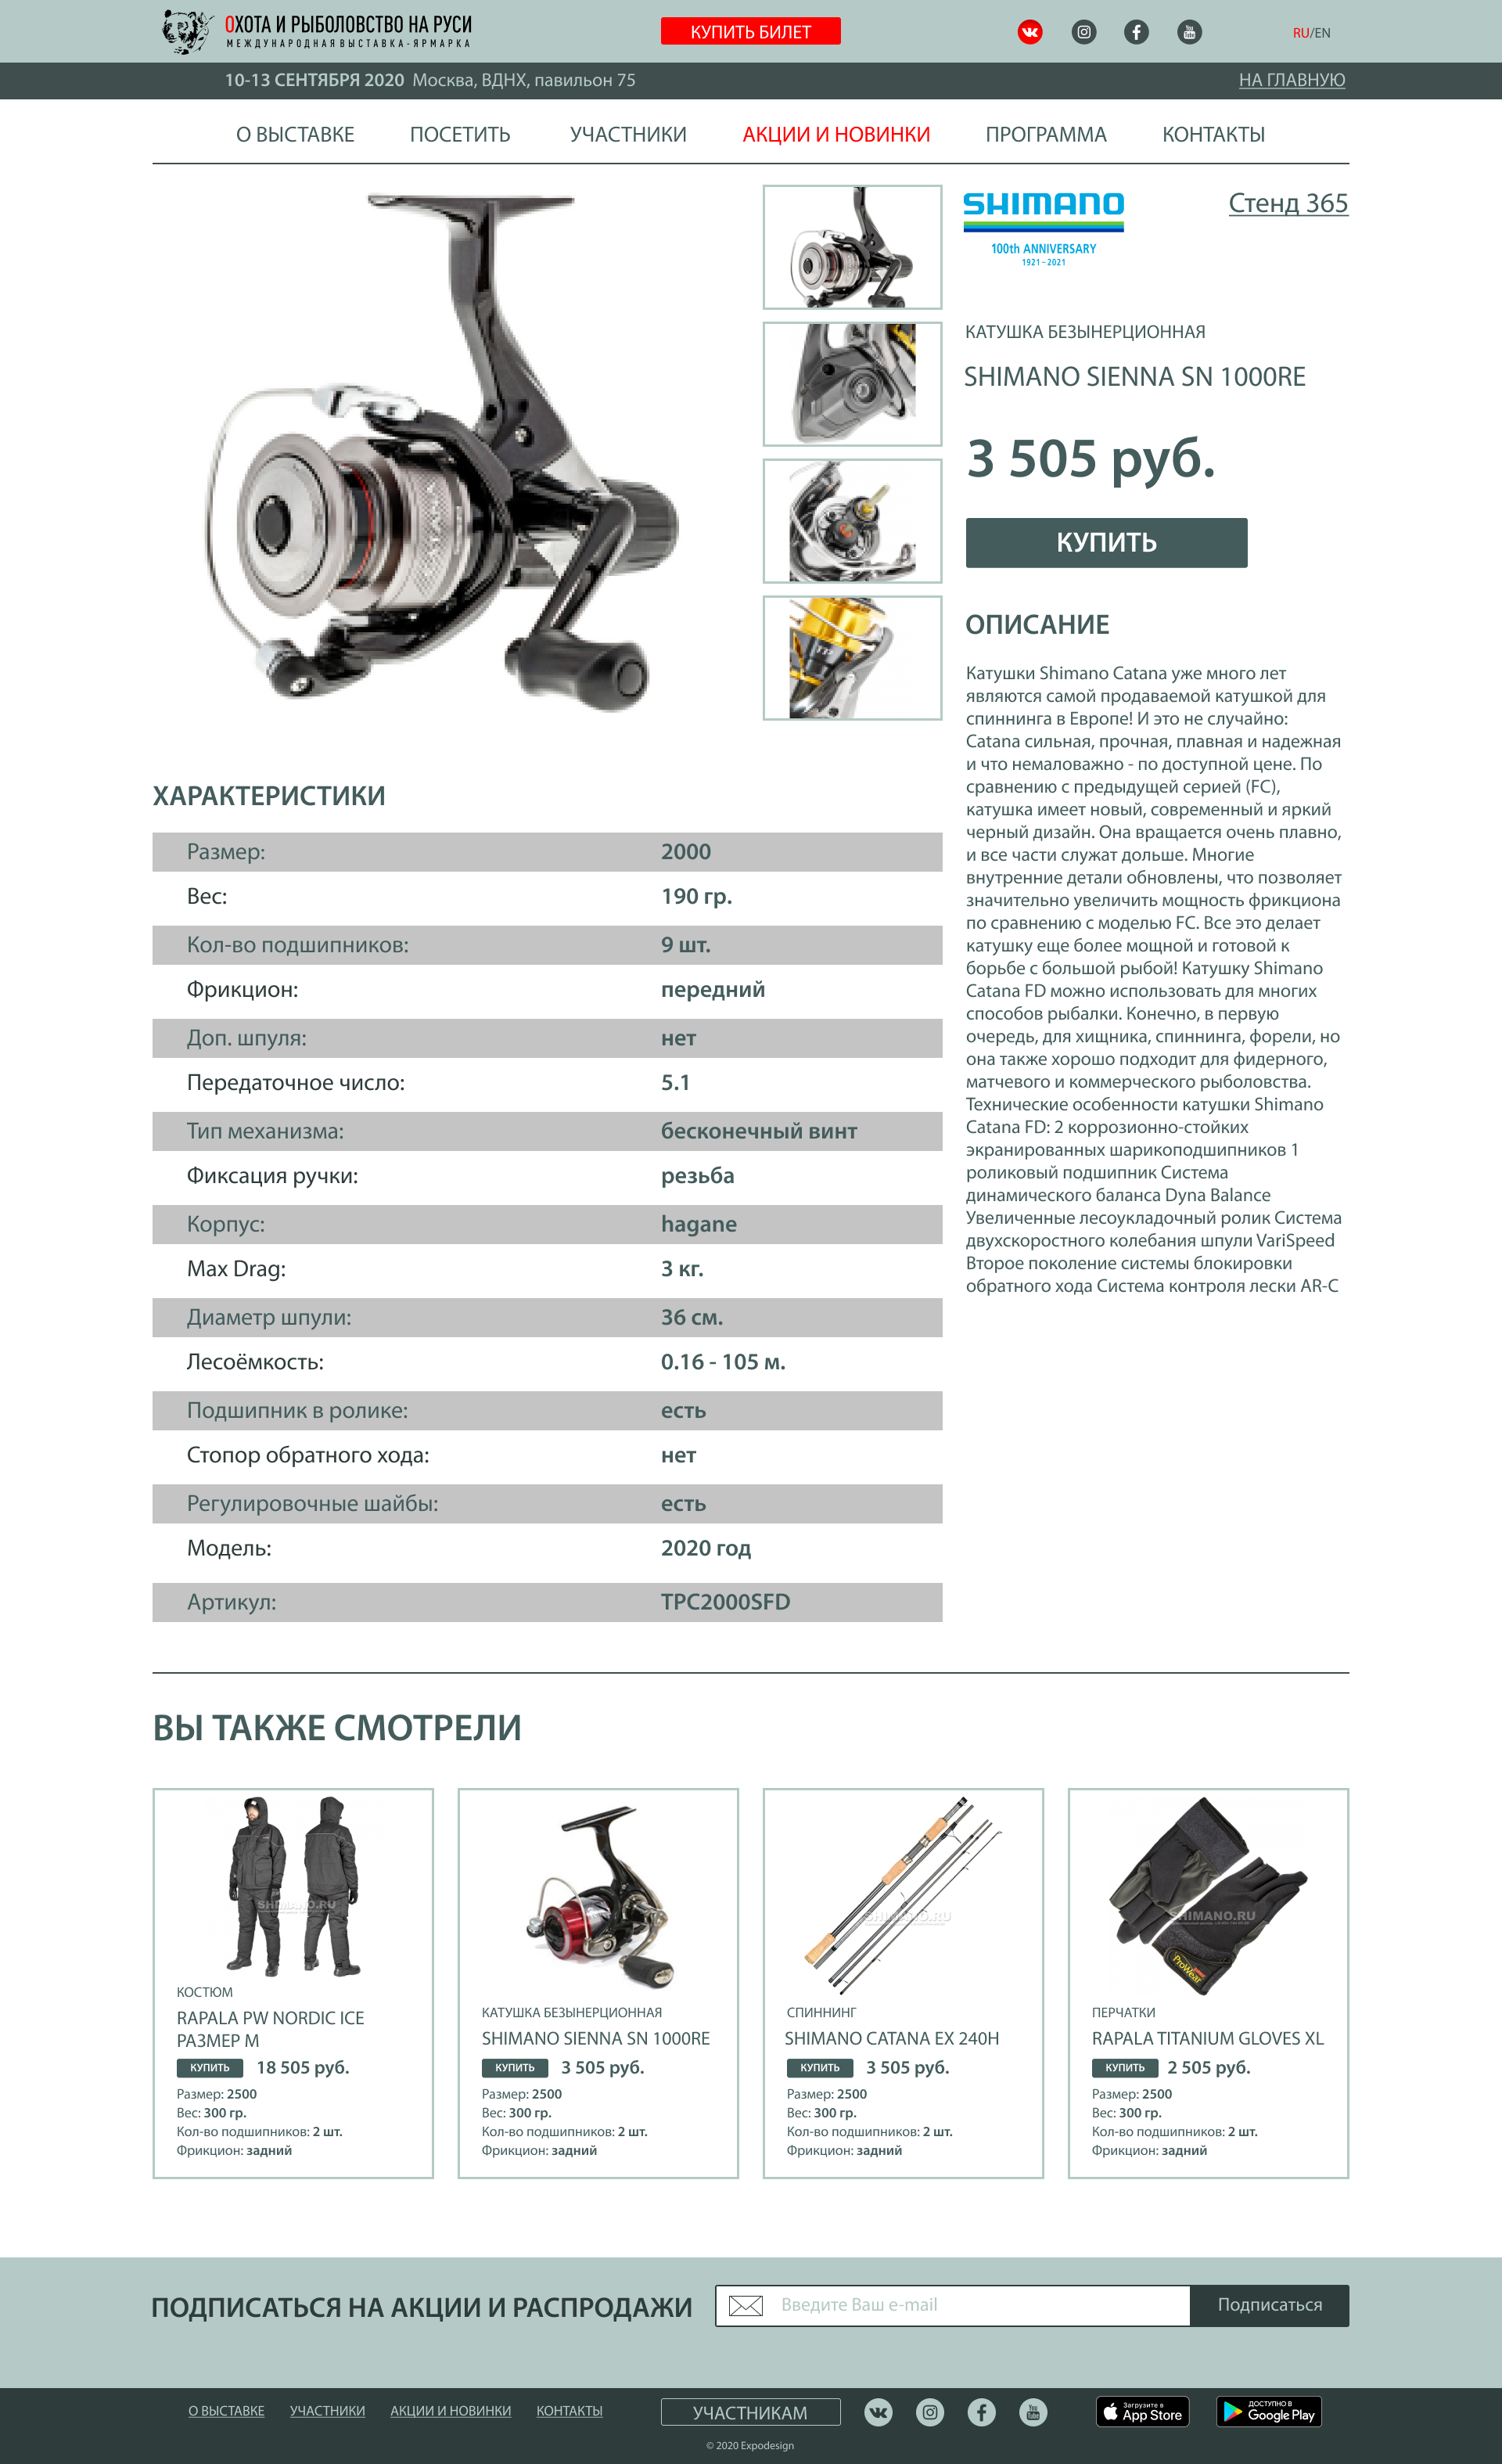 ОХОТА И РЫБОЛОВСТВО НА РУСИ
МЕЖДУНАРОДНАЯ ВЫСТАВКА-ЯРМАРКА
КУПИТЬ БИЛЕТ
You Tube
RU/EN
10-13 СЕНТЯБРЯ 2020 Москва, ВДНХ, павильон 75
НА ГЛАВНУЮ
О ВЫСТАВКЕ ПОСЕТИТЬ УЧАСТНИКИ АКЦИИ И НОВИНКИ ПРОГРАММА КОНТАКТЫ
SHIMANO
100th ANNIVERSARY
1921-2021
Стенд 365
КАТУШКА БЕЗЫНЕРЦИОННАЯ
SHIMANO SIENNA SN 1000RE
3 505 руб.
КУПИТЬ
ОПИСАНИЕ
Катушки Shimano Catana уже много лет
являются самой продаваемой катушкой для
спиннинга в Европе! И это не случайно:
Catana сильная, прочная, плавная и надежная
и что немаловажно - по доступной цене. По
сравнению с предыдущей серией (FC),
катушка имеет новый, современный и яркий
черный дизайн. Она вращается очень плавно,
и все части служат дольше. Многие
внутренние детали обновлены, что позволяет
значительно увеличить мощность фрикциона
по сравнению с моделью FC. Все это делает
катушку еще более мощной и готовой к
борьбе с большой рыбой! Катушку Shimano
Catana FD можно использовать для многих
способов рыбалки. Конечно, в первую
очередь, для хищника, спиннинга, форели, но
она также хорошо подходит для фидерного,
матчевого и коммерческого рыболовства.
Технические особенности катушки Shimano
Catana FD: 2 коррозионно-стойких
экранированных шарикоподшипников 1
роликовый подшипник Система
динамического баланса Dyna Balance
Увеличенные лесоукладочный ролик Система
двухскоростного колебания шпули VariSpeed
Второе поколение системы блокировки
обратного хода Система контроля лески AR-C
ХАРАКТЕРИСТИКИ
Размер: 2000
Вес: 190 гр.
Кол-во подшипников: 9 шт.
Фрикцион: передний
Доп. шпуля: нет
Передаточное число: 5.1
Тип механизма: бесконечный винт
Фиксация ручки: резьба
Корпус: hagane
Max Drag: 3 кг.
Диаметр шпули: 36 см.
Лесоёмкость: 0.16 - 105 м.
Подшипник в ролике: есть
Стопор обратного хода: нет
Регулировочные шайбы: есть
Модель: 2020 год
Артикул: TPC2000SFD
ВЫ ТАКЖЕ СМОТРЕЛИ
SHIMANO.RU
КОСТЮМ
RAPALA PW NORDIC ICE
РАЗМЕР M
КУПИТЬ 18 505 руб.
Размер: 2500
Вес: 300 гр.
Кол-во подшипников: 2 шт.
Фрикцион: задний
КАТУШКА БЕЗЫНЕРЦИОННАЯ
SHIMANO SIENNA SN 1000RE
КУПИТЬ 3 505 руб.
Размер: 2500
Вес: 300 гр.
Кол-во подшипников: 2 шт.
Фрикцион: задний
SHIMANO.RU
СПИННИНГ
SHIMANO CATANA EX 240H
КУПИТЬ 3 505 руб.
Размер: 2500
Вес: 300 гр.
Кол-во подшипников: 2 шт.
Фрикцион: задний
SHIMANO.RU
ProWear
ПЕРЧАТКИ
RAPALA TITANIUM GLOVES XL
КУПИТЬ 2 505 руб.
Размер: 2500
Вес: 300 гр.
Кол-во подшипников: 2 шт.
Фрикцион: задний
ПОДПИСАТЬСЯ НА АКЦИИ И РАСПРОДАЖИ
Введите Ваш e-mail
Подписаться
О ВЫСТАВКЕ УЧАСТНИКИ АКЦИИ И НОВИНКИ КОНТАКТЫ
УЧАСТНИКАМ
You Tube
Загрузите в
App Store
ДОСТУПНО В
Google Play
© 2020 Expodesign